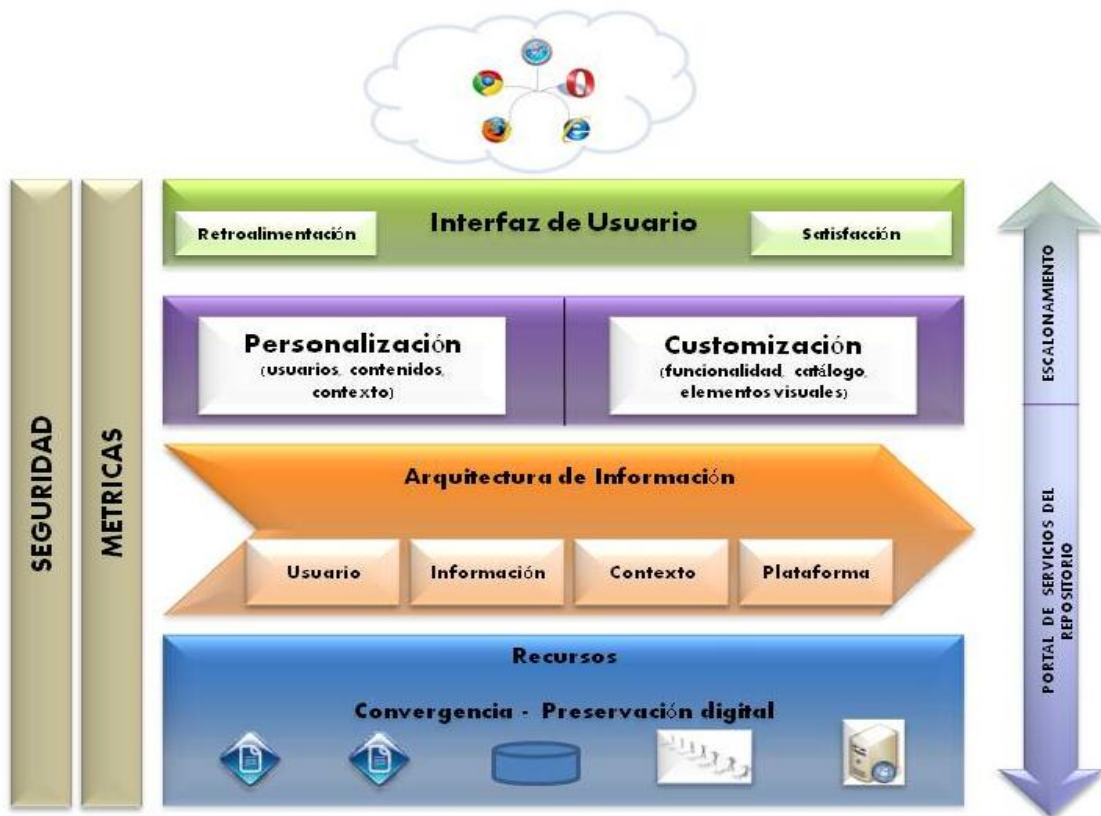 Interfaz de Usuario
Retroalimentación
Satisfacción
Personalización
(usuarios, contenidos,
contexto)
Customización
(funcionalidad, catálogo,
elementos visuales)
Arquitectura de Información
Usuario
Información
Contexto
Plataforma
Recursos
Convergencia - Preservación digital
SEGURIDAD
METRICAS
ESCALONAMIENTO
PORTAL DE SERVICIOS DEL
REPOSITORIO